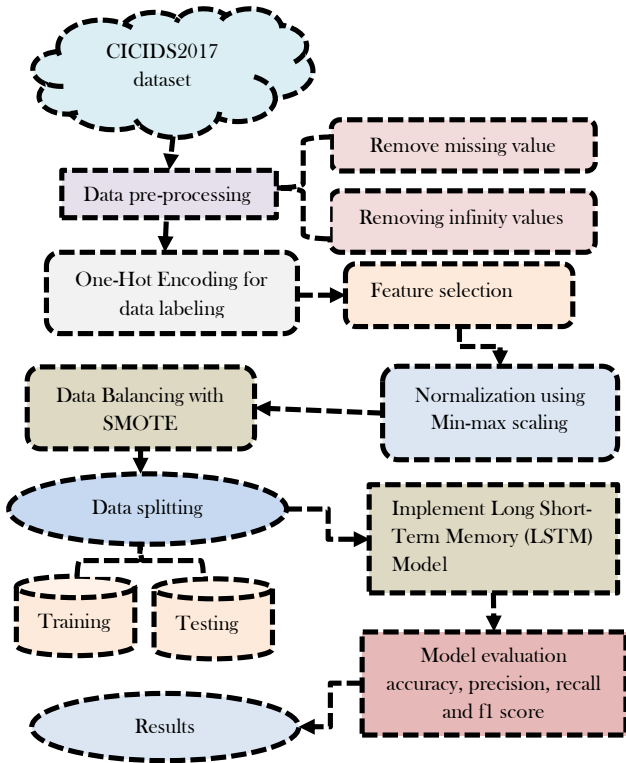 CICIDS2017
dataset
Remove missing value
Data pre-processing
Removing infinity values
One-Hot Encoding for
data labeling
Feature selection
Normalization using
Min-max scaling
Data Balancing with
SMOTE
Data splitting
Implement Long Short-
Term Memory (LSTM)
Model
Training
Testing
Model evaluation
accuracy, precision, recall
and f1 score
Results